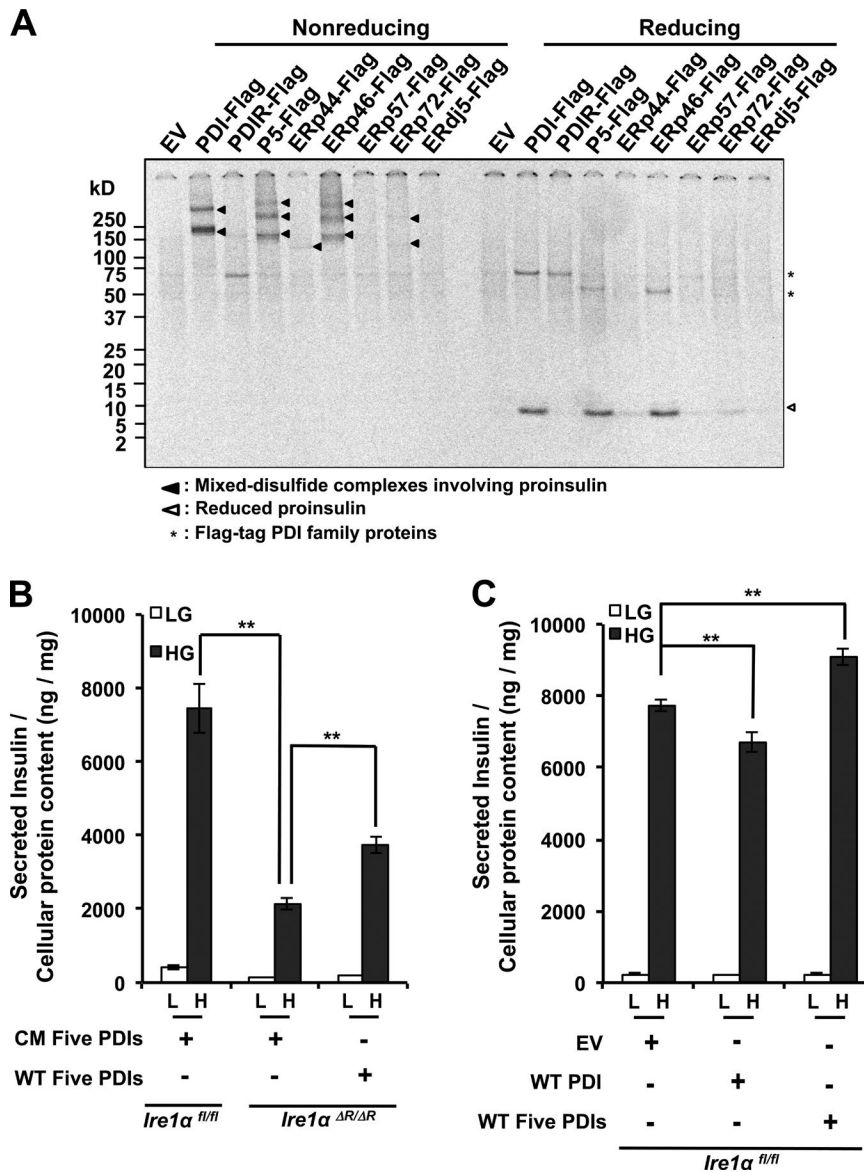 A
Nonreducing Reducing
EV PDI-Flag PDIR-Flag P5-Flag ERp44-Flag ERp46-Flag ERp57-Flag ERp72-Flag ERdj5-Flag EV PDI-Flag PDIR-Flag P5-Flag ERp44-Flag ERp46-Flag ERp57-Flag ERp72-Flag ERdj5-Flag
kD
250
150
100
75
*
50
*
37
25
20
15
10
5
2
: Mixed-disulfide complexes involving proinsulin
: Reduced proinsulin
* : Flag-tag PDI family proteins
B
Secreted Insulin /
Cellular protein content (ng / mg)
10000
8000
6000
4000
2000
0
LG
HG
**
**
L H L H L H
CM Five PDIs + + -
WT Five PDIs - - +
Ire1α fl/fl Ire1α ΔR/ΔR
C
Secreted Insulin /
Cellular protein content (ng / mg)
10000
8000
6000
4000
2000
0
LG
HG
**
**
L H L H L H
EV + - -
WT PDI - + -
WT Five PDIs - - +
Ire1α fl/fl